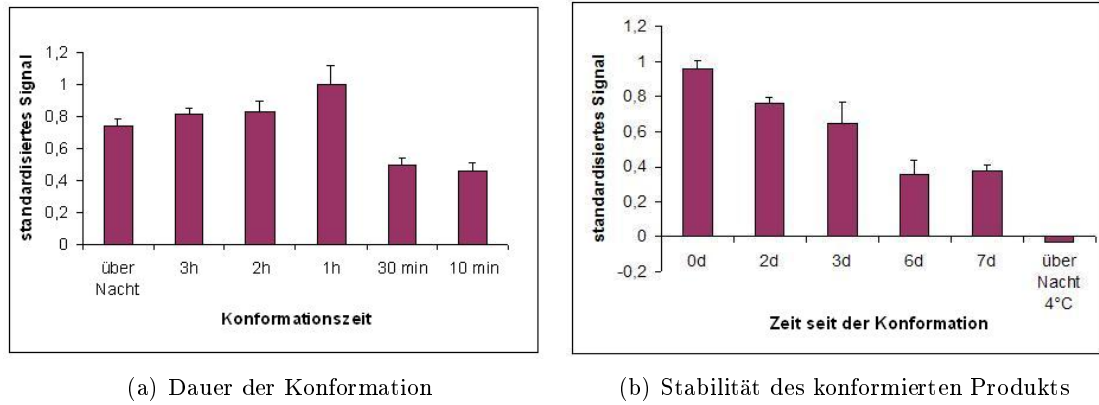 standardisiertes Signal
1,2
1
0,8
0,6
0,4
0,2
0
über Nacht
3h
2h
1h
30 min
10 min
Konformationszeit
(a) Dauer der Konformation
standardisiertes Signal
1,2
1
0,8
0,6
0,4
0,2
0
-0,2
0d
2d
3d
6d
7d
über Nacht 4°C
Zeit seit der Konformation
(b) Stabilität des konformierten Produkts